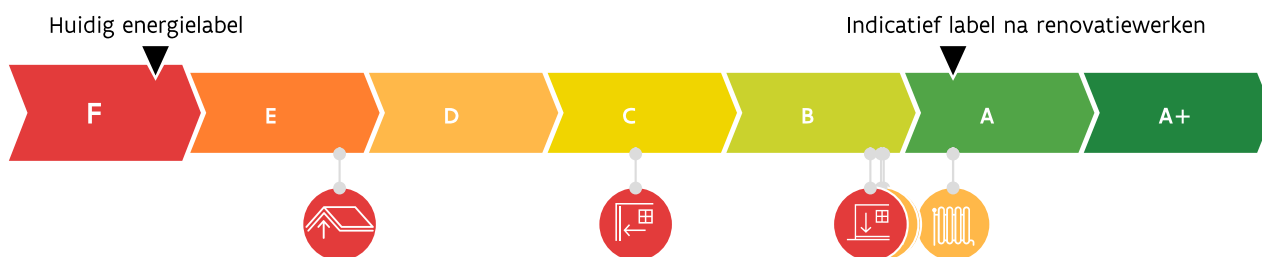 Huidig energielabel
Indicatief label na renovatiewerken
F
E
D
C
B
A
A+